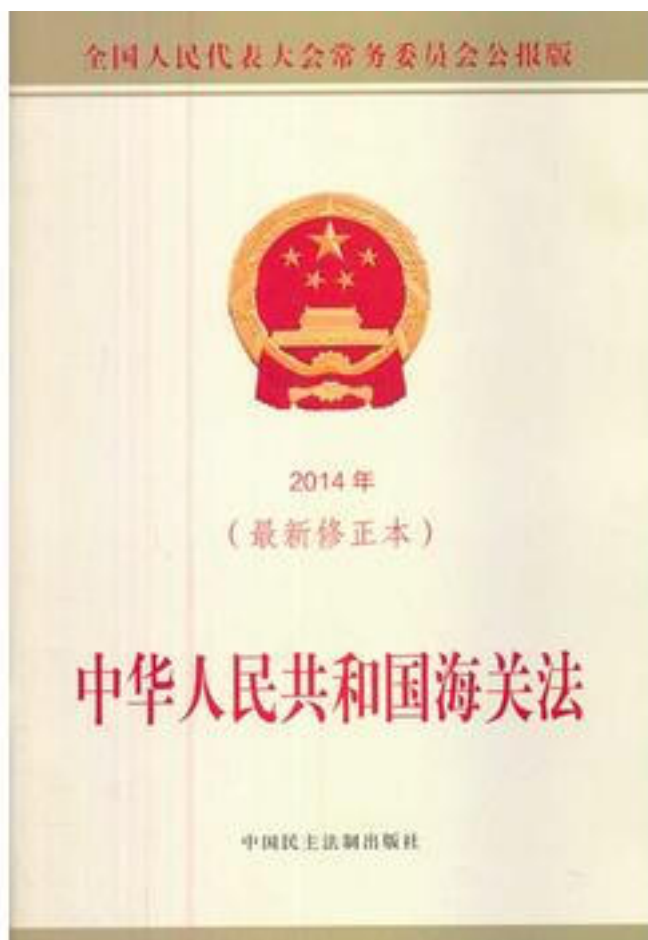 全国人民代表大会常务委员会公报版
2014年
(最新修正本)
中华人民共和国海关法
中国民主法制出版社